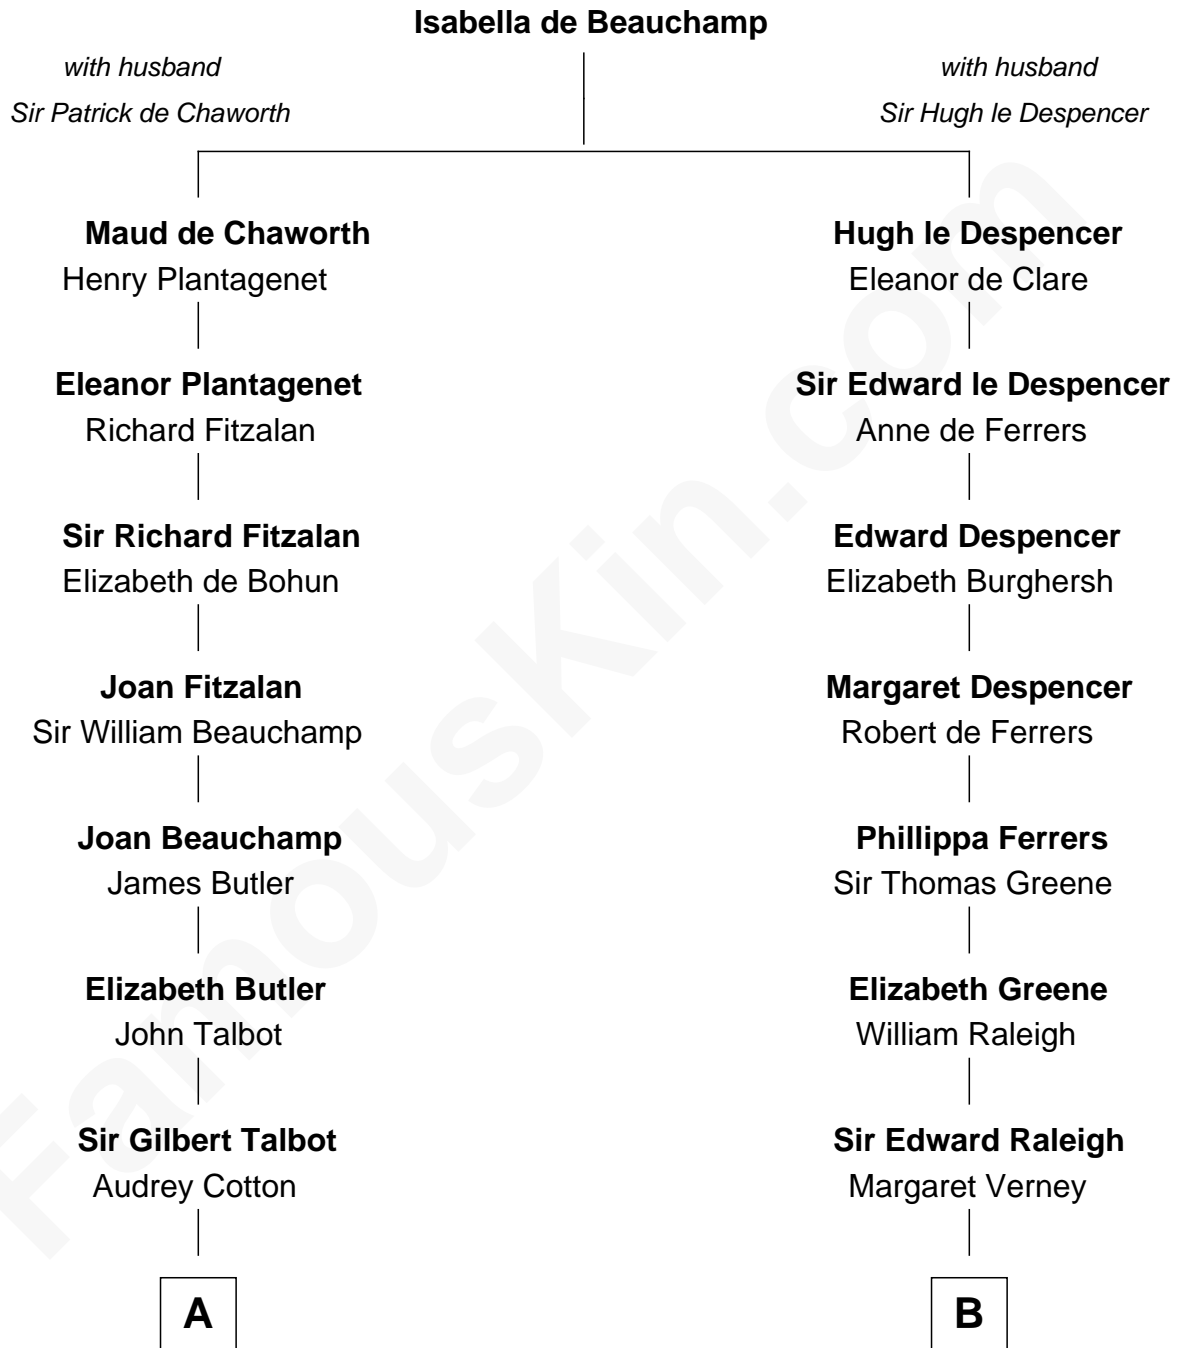 Isabella de Beauchamp
with husband
Sir Patrick de Chaworth
with husband
Sir Hugh le Despencer
Maud de Chaworth
Henry Plantagenet
Hugh le Despencer
Eleanor de Clare
Eleanor Plantagenet
Richard Fitzalan
Sir Edward le Despencer
Anne de Ferrers
Sir Richard Fitzalan
Elizabeth de Bohun
Edward Despencer
Elizabeth Burghersh
Joan Fitzalan
Sir William Beauchamp
Margaret Despencer
Robert de Ferrers
Joan Beauchamp
James Butler
Phillippa Ferrers
Sir Thomas Greene
Elizabeth Butler
John Talbot
Elizabeth Greene
William Raleigh
Sir Gilbert Talbot
Audrey Cotton
Sir Edward Raleigh
Margaret Verney
A
B
FamousKin.com